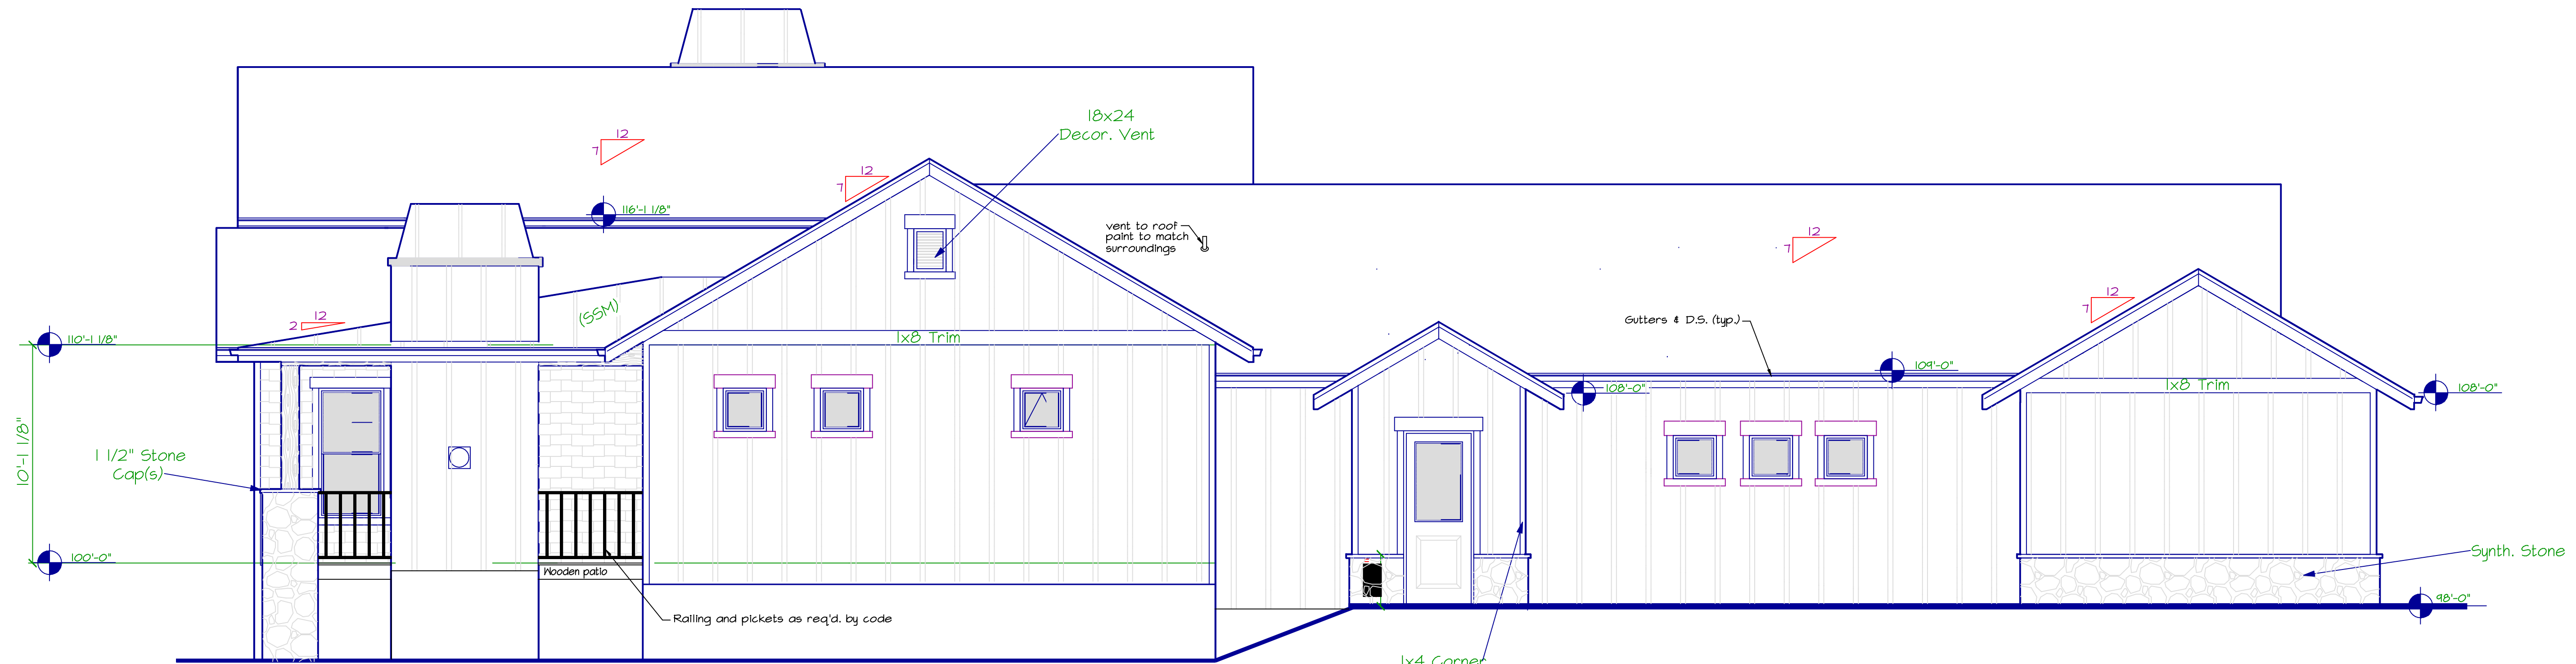 18x24
Decor. Vent
12
7
12
7
116'-1 1/8"
vent to roof
paint to match
surroundings
12
7
(SSM)
12
2
12
7
Gutters & D.S. (typ.)
110'-1 1/8"
1x8 Trim
109'-0"
108'-0"
1x8 Trim
108'-0"
10'-1 1/8"
1 1/2" Stone
Cap(s)
100'-0"
Wooden patio
Synth. Stone
98'-0"
Railing and pickets as req'd. by code
1x4 Corner